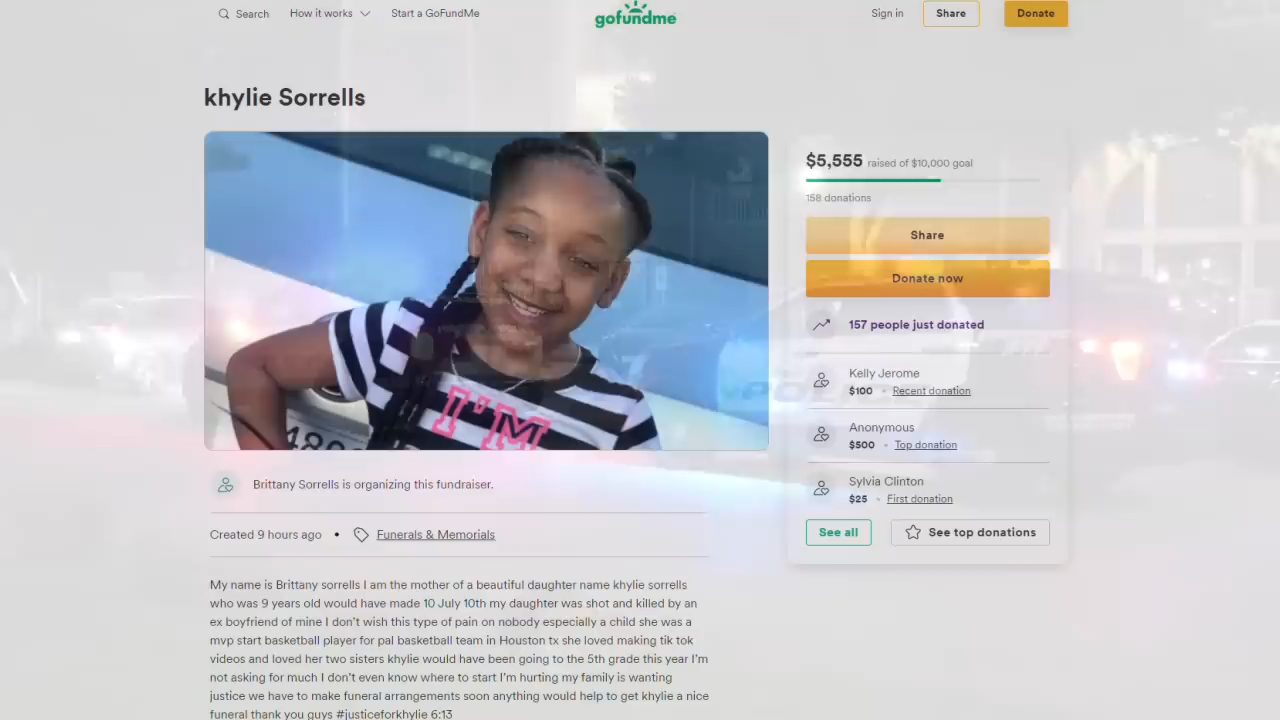 Search
How it works
Start a GoFundMe
gofundme
Sign in
Share
Donate
khylie Sorrells
I'M
$5,555 raised of $10,000 goal
158 donations
Share
Donate now
157 people just donated
Kelly Jerome
$100 • Recent donation
Anonymous
$500 • Top donation
Sylvia Clinton
$25 • First donation
See all
See top donations
Brittany Sorrells is organizing this fundraiser.
Created 9 hours ago • Funerals & Memorials
My name is Brittany sorrells I am the mother of a beautiful daughter name khylie sorrells
who was 9 years old would have made 10 July 10th my daughter was shot and killed by an
ex boyfriend of mine I don't wish this type of pain on nobody especially a child she was a
mvp start basketball player for pal basketball team in Houston tx she loved making tik tok
videos and loved her two sisters khylie would have been going to the 5th grade this year I'm
not asking for much I don't even know where to start I'm hurting my family is wanting
justice we have to make funeral arrangements soon anything would help to get khylie a nice
funeral thank you guys #justiceforkhylie 6:13